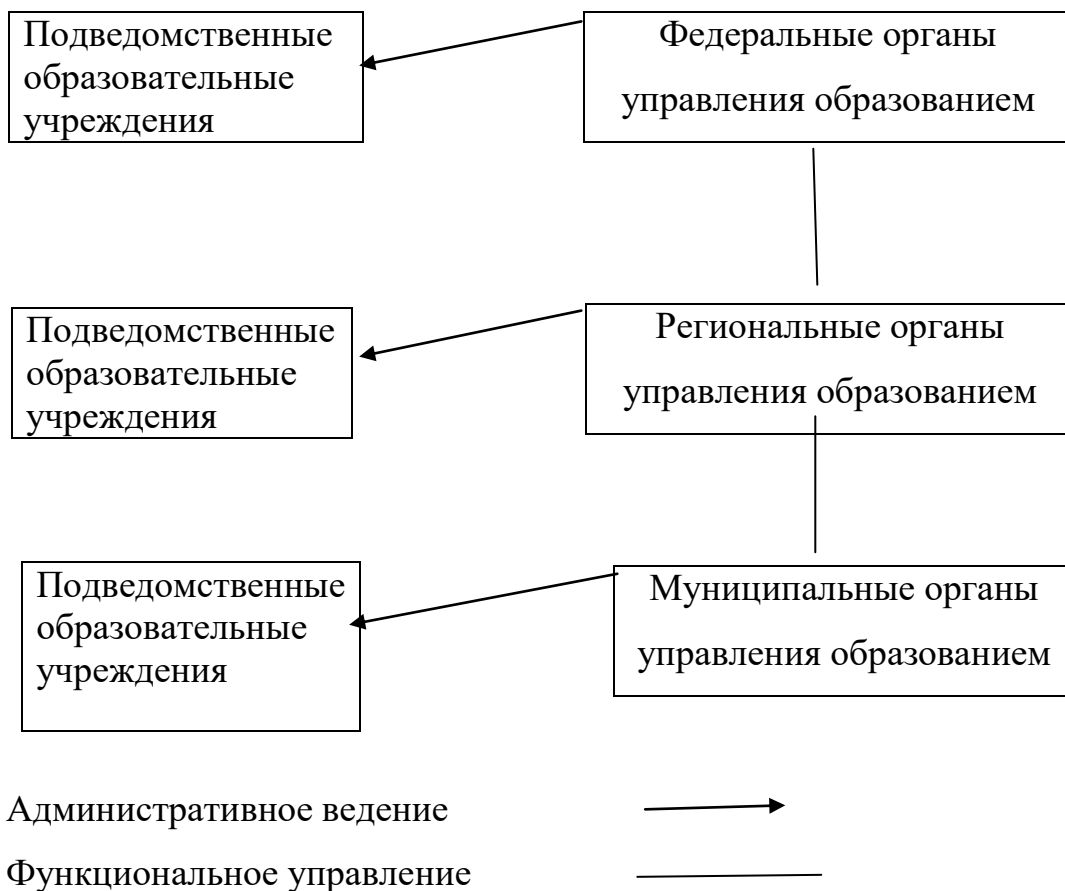 Подведомственные
образовательные
учреждения
Федеральные органы
управления образованием
Подведомственные
образовательные
учреждения
Региональные органы
управления образованием
Подведомственные
образовательные
учреждения
Муниципальные органы
управления образованием
Административное ведение
Функциональное управление